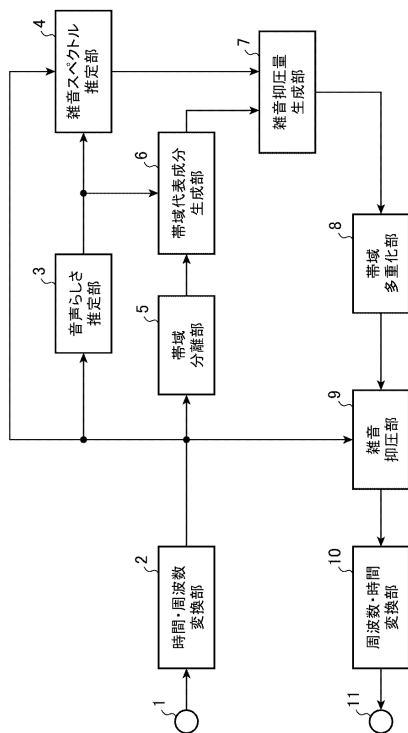 1
2
時間・周波数
変換部
3
音声らしさ
推定部
4
雑音スペクトル
推定部
5
帯域
分離部
6
帯域代表成分
生成部
7
雑音抑圧量
生成部
8
帯域
多重化部
9
雑音
抑圧部
10
周波数・時間
変換部
11